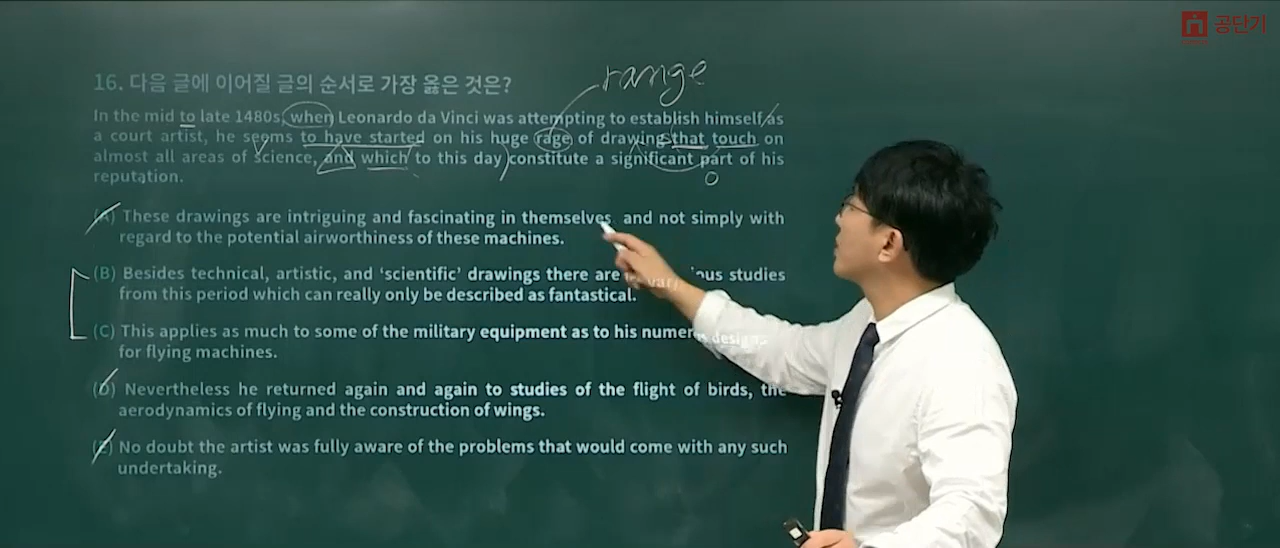 공단기
range
16. 다음 글에 이어질 글의 순서로 가장 옳은 것은?
In the mid to late 1480s, when Leonardo da Vinci was attempting to establish himself as
a court artist, he seems to have started on his huge rage of drawing that touch on
almost all areas of science, and which to this day constitute a significant part of his
reputation.
(A) These drawings are intriguing and fascinating in themselves, and not simply with
regard to the potential airworthiness of these machines.
(B) Besides technical, artistic, and ‘scientific’ drawings there are studies
from this period which can really only be described as fantastical.
(C) This applies as much to some of the military equipment as to his designs
for flying machines.
(D) Nevertheless he returned again and again to studies of the flight of birds, the
aerodynamics of flying and the construction of wings.
(E) No doubt the artist was fully aware of the problems that would come with any such
undertaking.